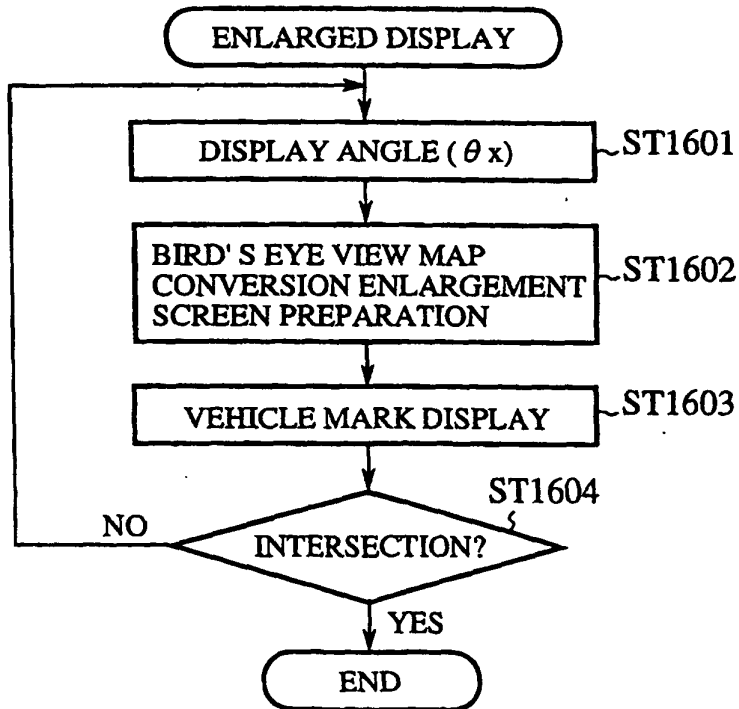 ENLARGED DISPLAY
DISPLAY ANGLE ( θ x)
ST1601
BIRD' S EYE VIEW MAP
CONVERSION ENLARGEMENT
SCREEN PREPARATION
ST1602
VEHICLE MARK DISPLAY
ST1603
ST1604
NO
INTERSECTION?
YES
END